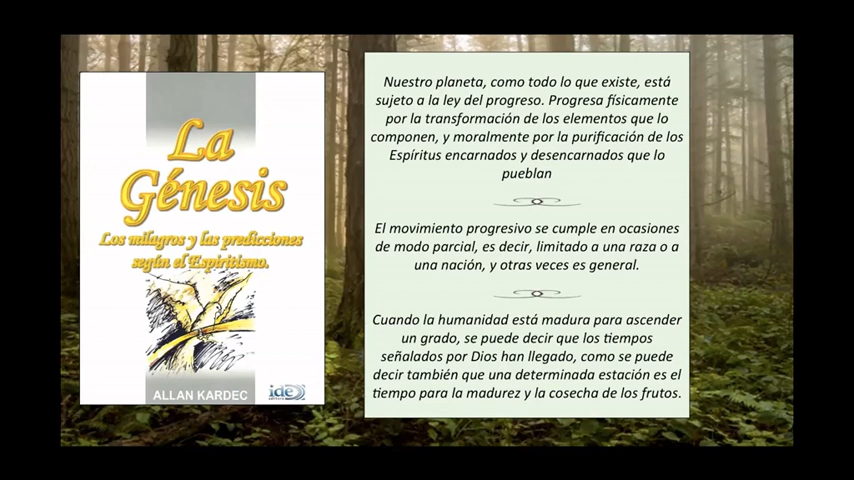 La
Génesis
Los milagros y las predicciones
según el Espiritismo.
ALLAN KARDEC
ide
Nuestro planeta, como todo lo que existe, está
sujeto a la ley del progreso. Progresa físicamente
por la transformación de los elementos que lo
componen, y moralmente por la purificación de los
Espíritus encarnados y desencarnados que lo
pueblan
El movimiento progresivo se cumple en ocasiones
de modo parcial, es decir, limitado a una raza o a
una nación, y otras veces es general.
Cuando la humanidad está madura para ascender
un grado, se puede decir que los tiempos
señalados por Dios han llegado, como se puede
decir también que una determinada estación es el
tiempo para la madurez y la cosecha de los frutos.